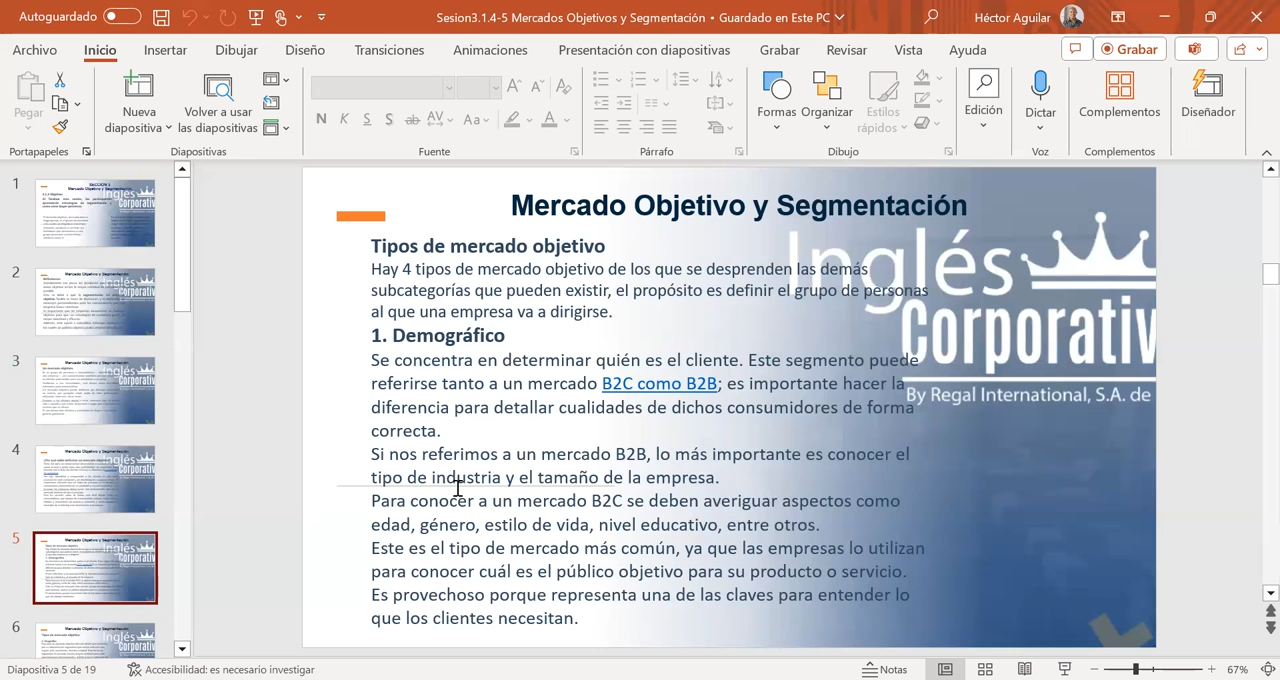 Autoguardado
Sesion3.1.4-5 Mercados Objetivos y Segmentación • Guardado en Este PC
Héctor Aguilar
Archivo Inicio Insertar Dibujar Diseño Transiciones Animaciones Presentación con diapositivas Grabar Revisar Vista Ayuda
Grabar
Pegar
Nueva diapositiva
Volver a usar las diapositivas
N K S S ab AV Aa A
Formas
Organizar
Estilos rápidos
Edición
Dictar
Complementos
Diseñador
Portapapeles Diapositivas Fuente Párrafo Dibujo Voz Complementos
1
2
3
4
5
6
Mercado Objetivo y Segmentación
Tipos de mercado objetivo
Hay 4 tipos de mercado objetivo de los que se desprenden las demás
subcategorías que puedan existir, el propósito es definir el grupo de personas
al que una empresa va a dirigirse.
1. Demográfico
Se concentra en determinar quién es el cliente. Este segmento puede
referirse tanto a un mercado B2C como B2B; es importante hacer la
diferencia para detallar cualidades de dichos consumidores de forma
correcta.
Si nos referimos a un mercado B2B, lo más importante es conocer el
tipo de industria y el tamaño de la empresa.
Para conocer a un mercado B2C se deben averiguar aspectos como
edad, género, estilo de vida, nivel educativo, entre otros.
Este es el tipo de mercado más común, ya que las empresas lo utilizan
para conocer cuál es el público objetivo para el producto o servicio.
Es provechoso porque representa una de las claves para entender lo
que los clientes necesitan.
Inglés
Corporativ
By Regal International, S.A. de
Diapositiva 5 de 19
Accesibilidad: es necesario investigar
Notas
67%